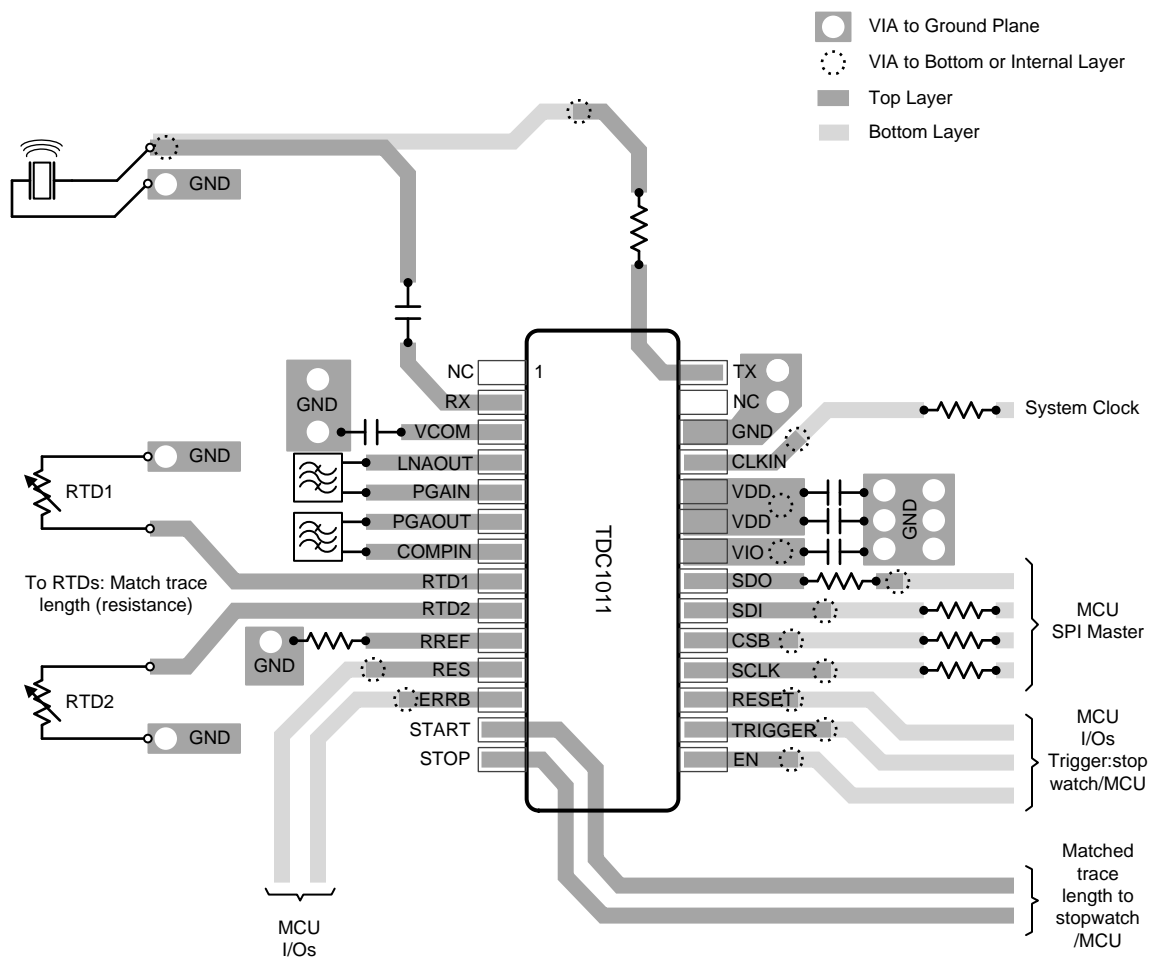 VIA to Ground Plane
VIA to Bottom or Internal Layer
Top Layer
Bottom Layer
GND
NC
1
TX
RX
NC
GND
VCOM
GND
System Clock
LNAOUT
CLKIN
GND
RTD1
PGAIN
VDD
PGAOUT
VDD
GND
COMPIN
VIO
TDC1011
To RTDs: Match trace
length (resistance)
RTD1
SDO
RTD2
SDI
MCU
SPI Master
GND
RREF
CSB
RES
SCLK
RTD2
ERRB
RESET
GND
START
TRIGGER
STOP
EN
MCU
I/Os
Trigger:stop
watch/MCU
Matched
trace
length to
stopwatch
/MCU
MCU
I/Os